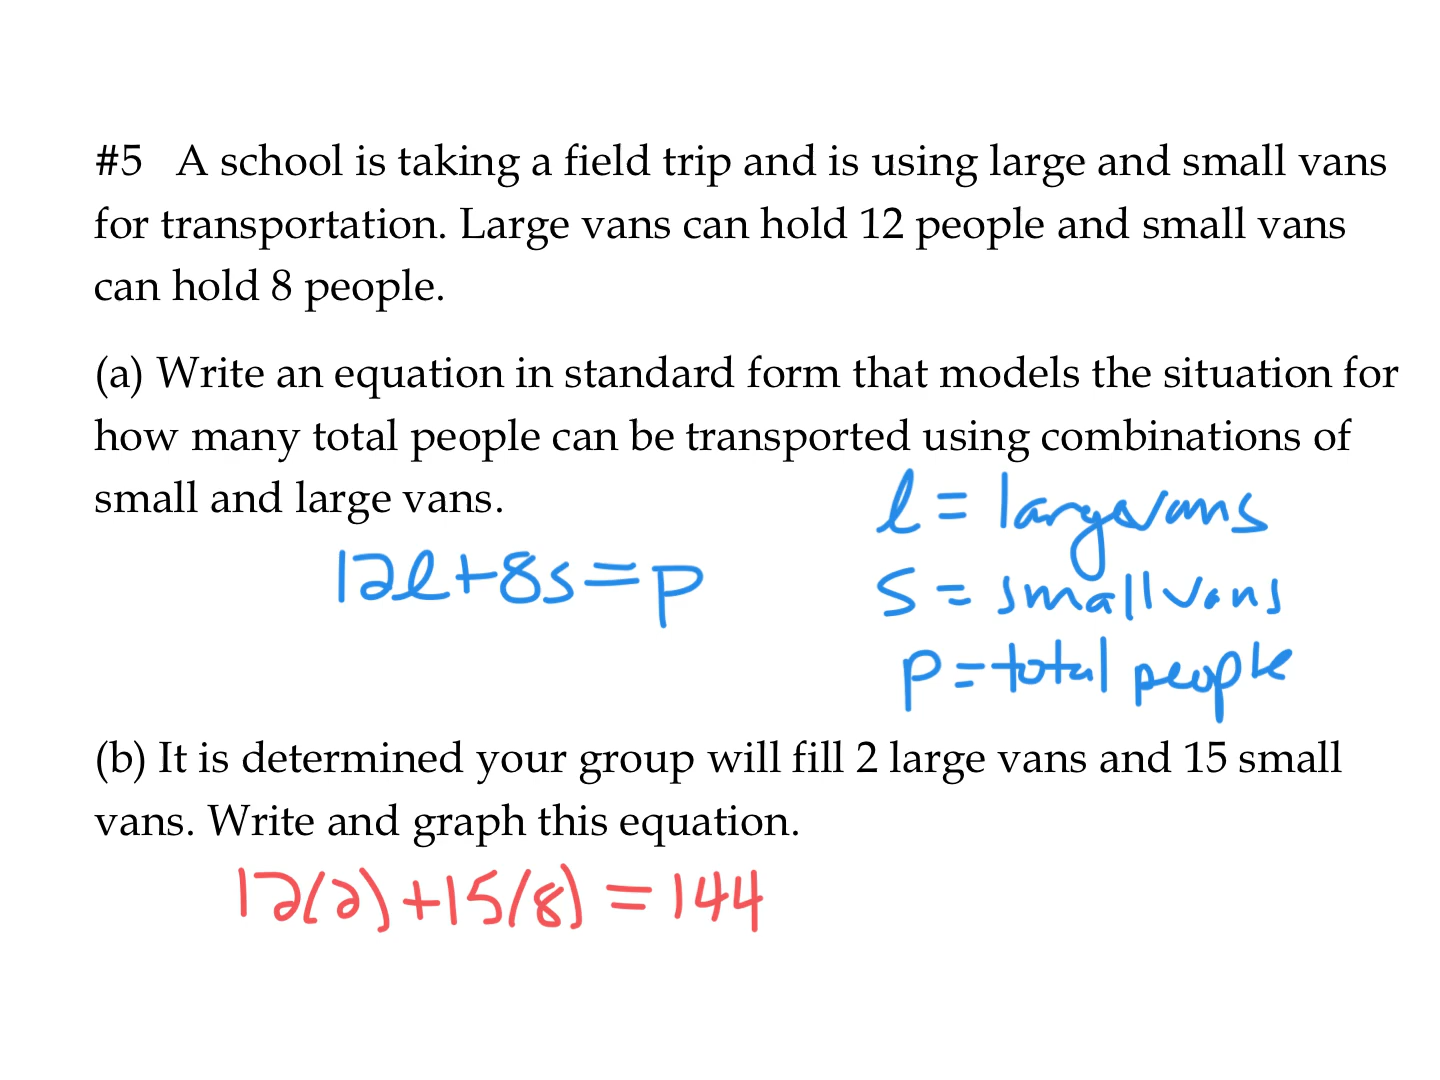 #5 A school is taking a field trip and is using large and small vans
for transportation. Large vans can hold 12 people and small vans
can hold 8 people.
(a) Write an equation in standard form that models the situation for
how many total people can be transported using combinations of
small and large vans.
l = large vans
12l+8s=p
s = small vans
p=total people
(b) It is determined your group will fill 2 large vans and 15 small
vans. Write and graph this equation.
12(2)+15(8) = 144